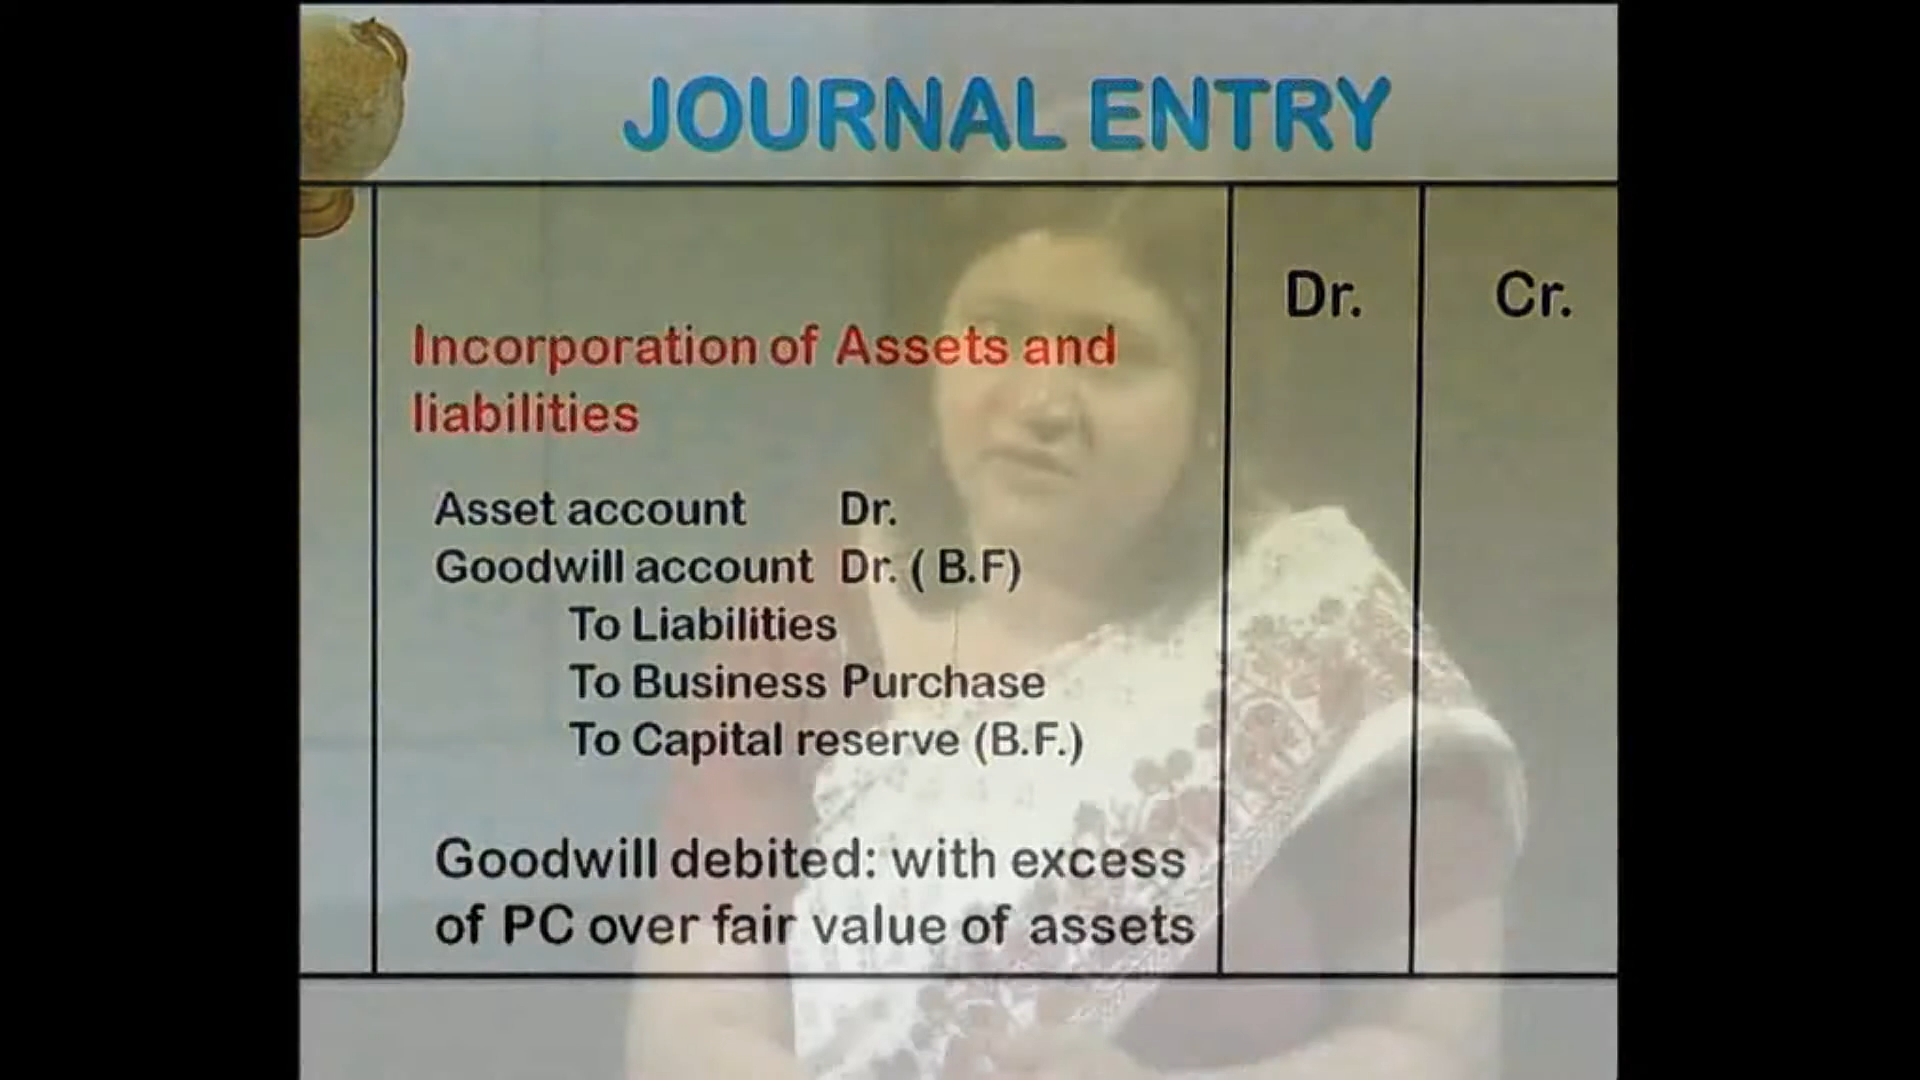 JOURNAL ENTRY
Dr. Cr.
Incorporation of Assets and
liabilities
Asset account Dr.
Goodwill account Dr. ( B.F)
To Liabilities
To Business Purchase
To Capital reserve (B.F.)
Goodwill debited: with excess
of PC over fair value of assets